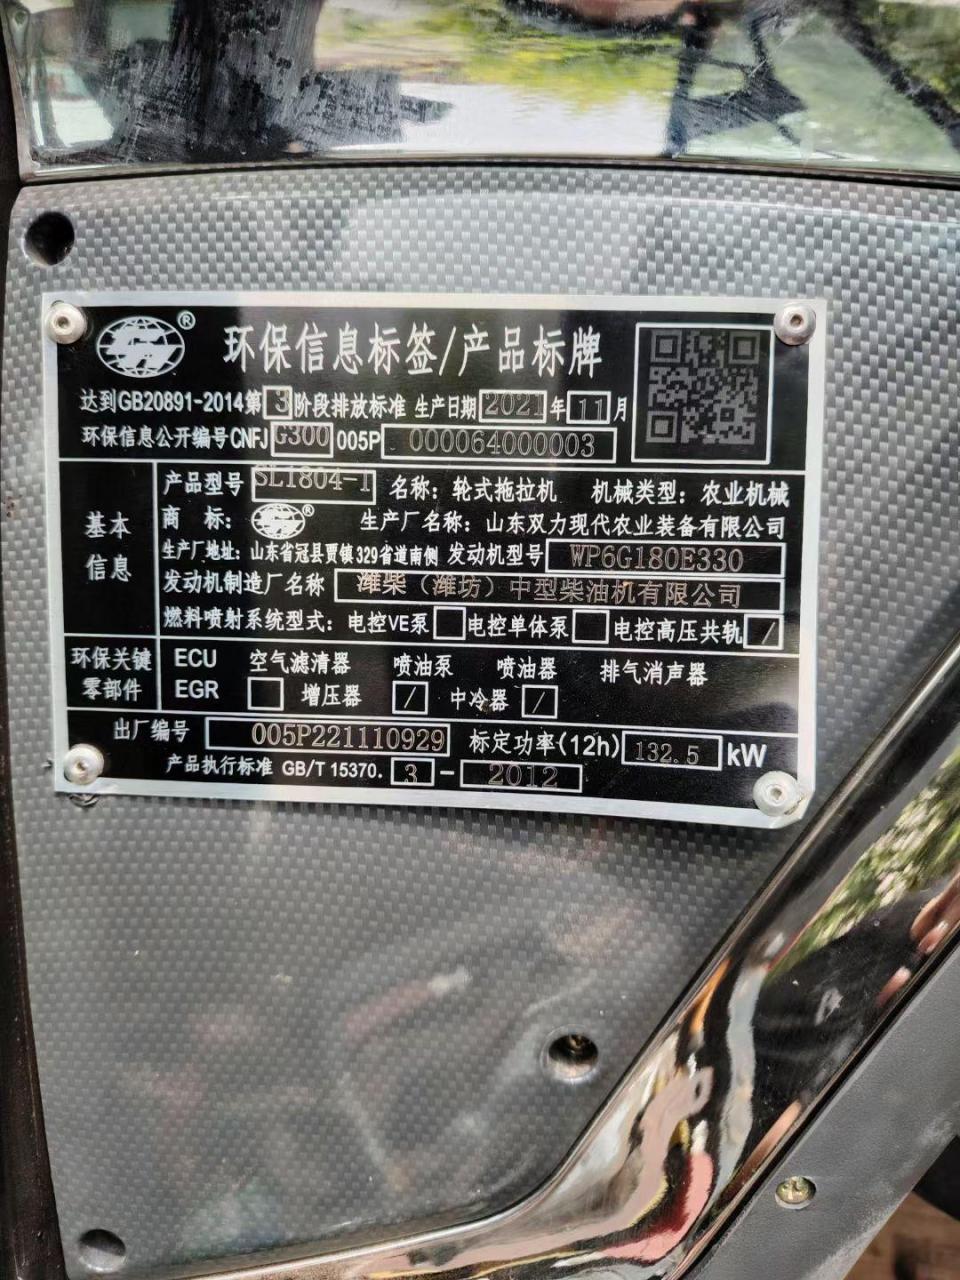 ® 环保信息标签/产品标牌
达到GB20891-2014第3阶段排放标准 生产日期 2021年11月
环保信息公开编号CNFJ G300 005P 000064000003
基本信息
产品型号 SL1804-1 名称：轮式拖拉机 机械类型：农业机械
商 标： ® 生产厂名称：山东双力现代农业装备有限公司
生产厂地址：山东省冠县贾镇329省道南侧 发动机型号 WP6G180E330
发动机制造厂名称 潍柴（潍坊）中型柴油机有限公司
燃料喷射系统型式：电控VE泵 电控单体泵 电控高压共轨 /
环保关键零部件
ECU 空气滤清器 喷油泵 喷油器 排气消声器
EGR 增压器 / 中冷器 /
出厂编号 005P221110929 标定功率(12h) 132.5 kW
产品执行标准 GB/T 15370. 3 - 2012